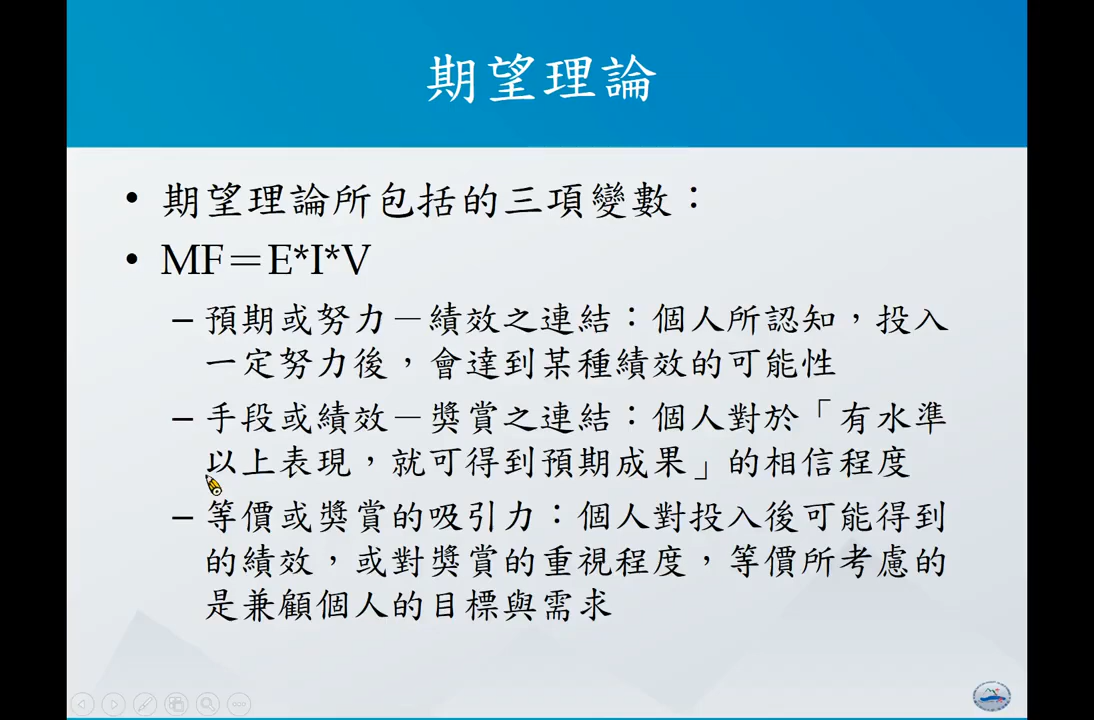 期望理論
• 期望理論所包括的三項變數：
• MF＝E*I*V
– 預期或努力－績效之連結：個人所認知，投入
一定努力後，會達到某種績效的可能性
– 手段或績效－獎賞之連結：個人對於「有水準
以上表現，就可得到預期成果」的相信程度
– 等價或獎賞的吸引力：個人對投入後可能得到
的績效，或對獎賞的重視程度，等價所考慮的
是兼顧個人的目標與需求